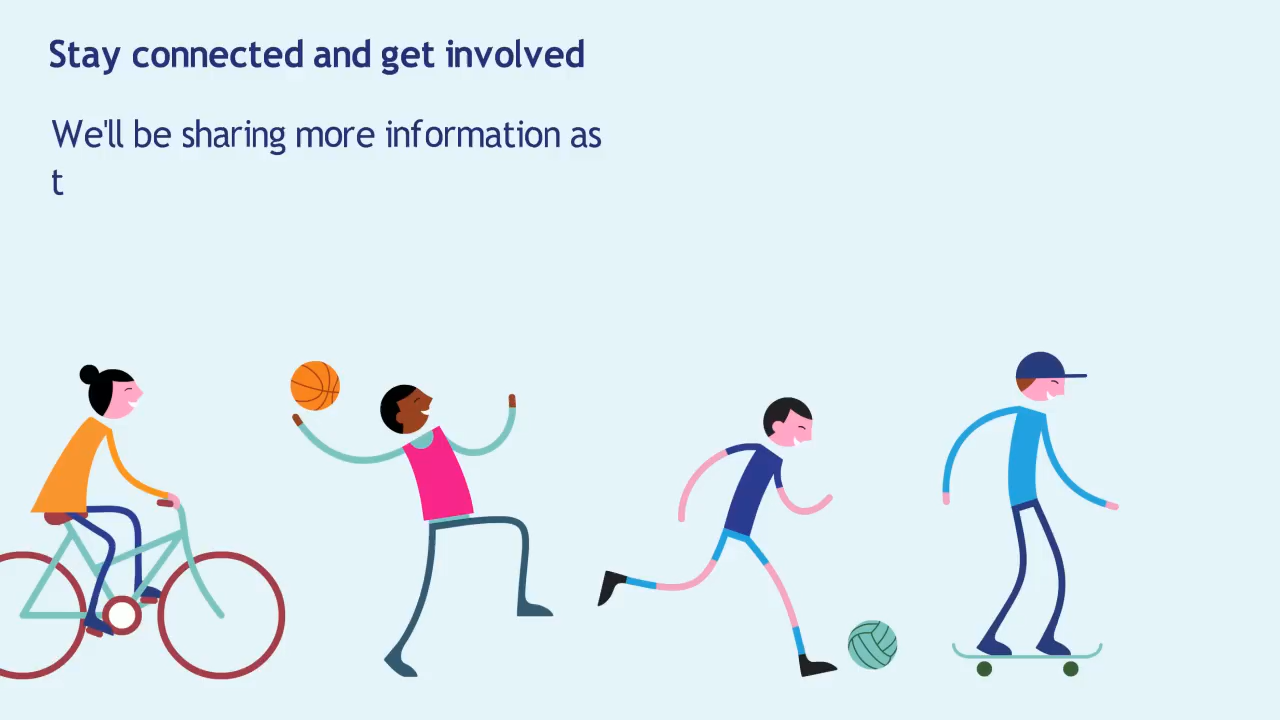 Stay connected and get involved
We'll be sharing more information as
t